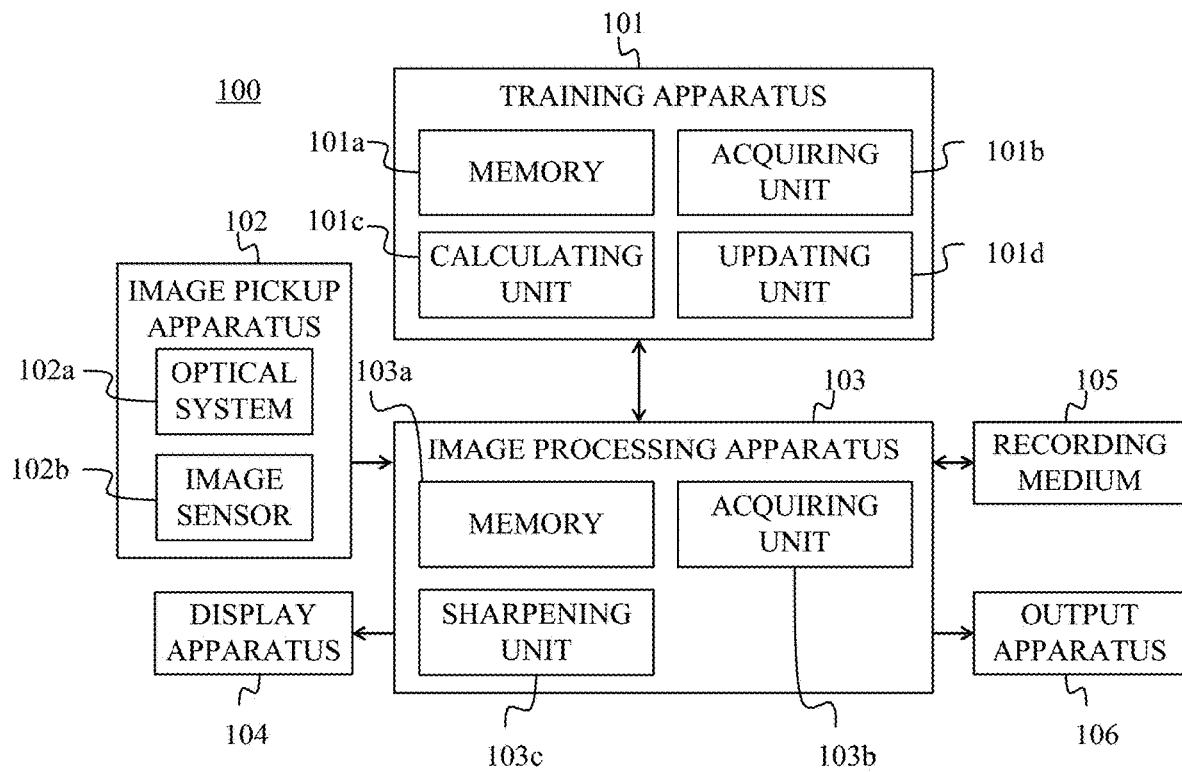 101
100
TRAINING APPARATUS
101a
MEMORY
ACQUIRING
UNIT
101b
101c
CALCULATING
UNIT
UPDATING
UNIT
101d
102
IMAGE PICKUP
APPARATUS
102a
OPTICAL
SYSTEM
102b
IMAGE
SENSOR
103a
103
IMAGE PROCESSING APPARATUS
MEMORY
ACQUIRING
UNIT
SHARPENING
UNIT
105
RECORDING
MEDIUM
DISPLAY
APPARATUS
OUTPUT
APPARATUS
104
103c
103b
106